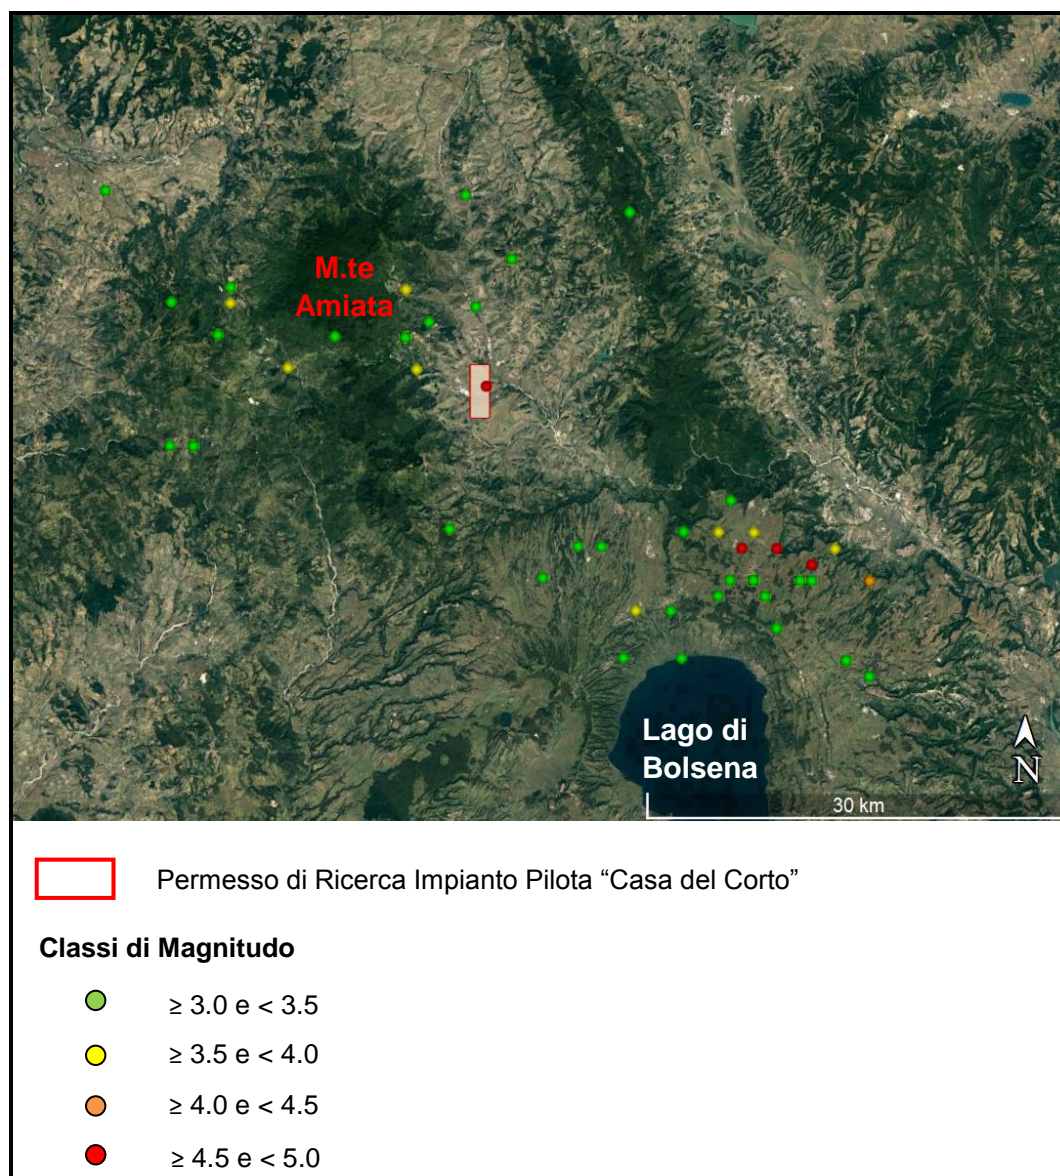 M.te
Amiata
Lago di
Bolsena
N
30 km
Permesso di Ricerca Impianto Pilota “Casa del Corto”
Classi di Magnitudo
≥ 3.0 e < 3.5
≥ 3.5 e < 4.0
≥ 4.0 e < 4.5
≥ 4.5 e < 5.0